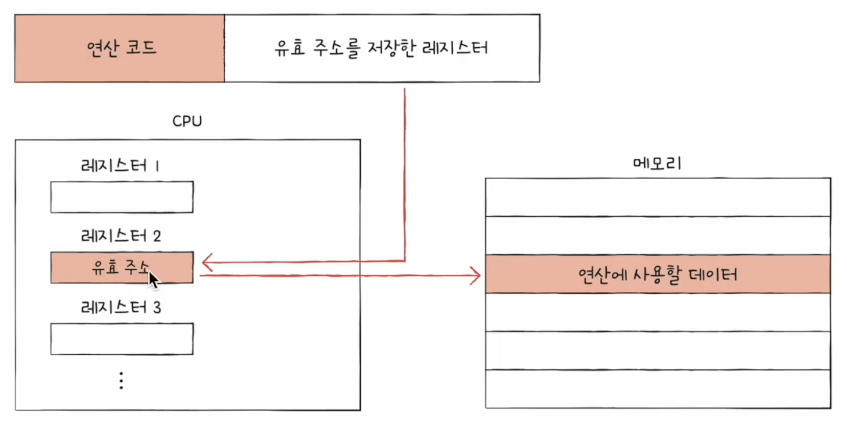 연산 코드
유효 주소를 저장한 레지스터
CPU
레지스터 1
레지스터 2
유효 주소
레지스터 3
⋮
메모리
연산에 사용할 데이터